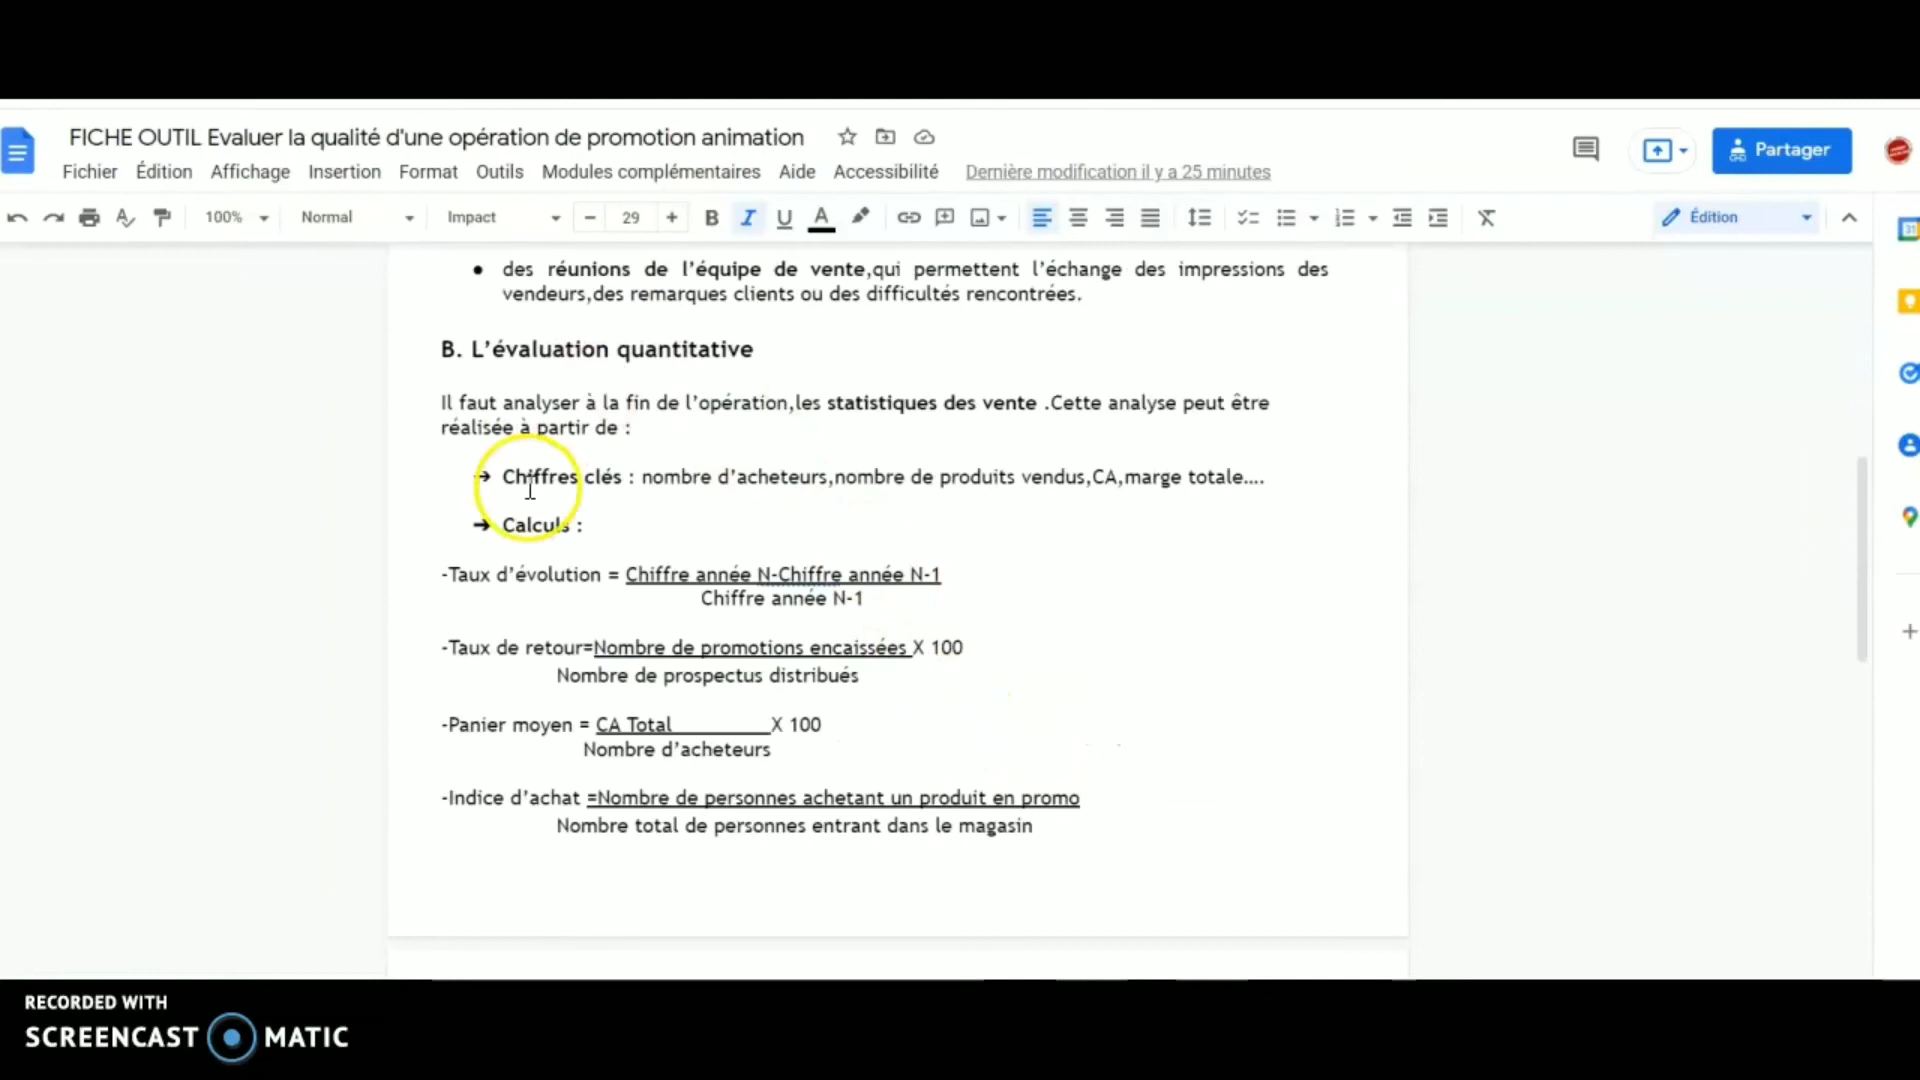 FICHE OUTIL Evaluer la qualité d'une opération de promotion animation
Partager
Fichier Édition Affichage Insertion Format Outils Modules complémentaires Aide Accessibilité Dernière modification il y a 25 minutes
100% Normal Impact 29 B I U A Édition
31
● des réunions de l’équipe de vente,qui permettent l’échange des impressions des
vendeurs,des remarques clients ou des difficultés rencontrées.
B. L’évaluation quantitative
Il faut analyser à la fin de l’opération,les statistiques des vente .Cette analyse peut être
réalisée à partir de :
➔ Chiffres clés : nombre d’acheteurs,nombre de produits vendus,CA,marge totale....
➔ Calculs :
-Taux d’évolution = Chiffre année N-Chiffre année N-1
Chiffre année N-1
-Taux de retour=Nombre de promotions encaissées X 100
Nombre de prospectus distribués
-Panier moyen = CA Total X 100
Nombre d’acheteurs
-Indice d’achat =Nombre de personnes achetant un produit en promo
Nombre total de personnes entrant dans le magasin
RECORDED WITH
SCREENCAST MATIC